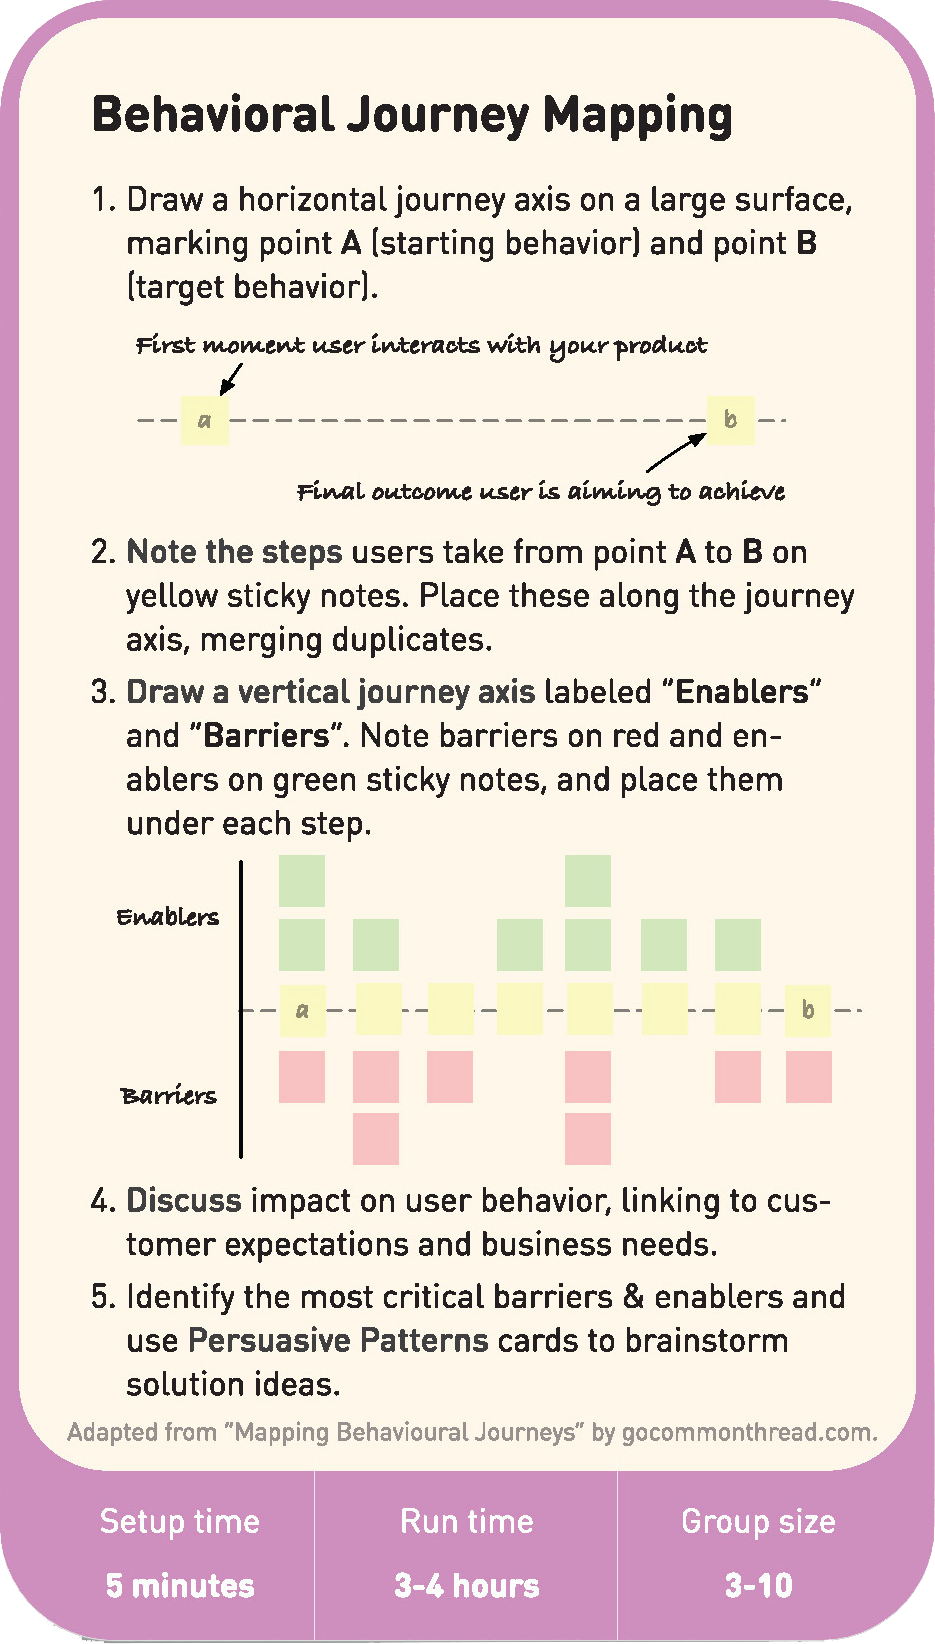 Behavioral Journey Mapping
1. Draw a horizontal journey axis on a large surface,
marking point A (starting behavior) and point B
(target behavior).
First moment user interacts with your product
a
b
Final outcome user is aiming to achieve
2. Note the steps users take from point A to B on
yellow sticky notes. Place these along the journey
axis, merging duplicates.
3. Draw a vertical journey axis labeled "Enablers"
and "Barriers". Note barriers on red and en-
ablers on green sticky notes, and place them
under each step.
Enablers
a
b
Barriers
4. Discuss impact on user behavior, linking to cus-
tomer expectations and business needs.
5. Identify the most critical barriers & enablers and
use Persuasive Patterns cards to brainstorm
solution ideas.
Adapted from "Mapping Behavioural Journeys" by gocommonthread.com.
Setup time
5 minutes
Run time
3-4 hours
Group size
3-10